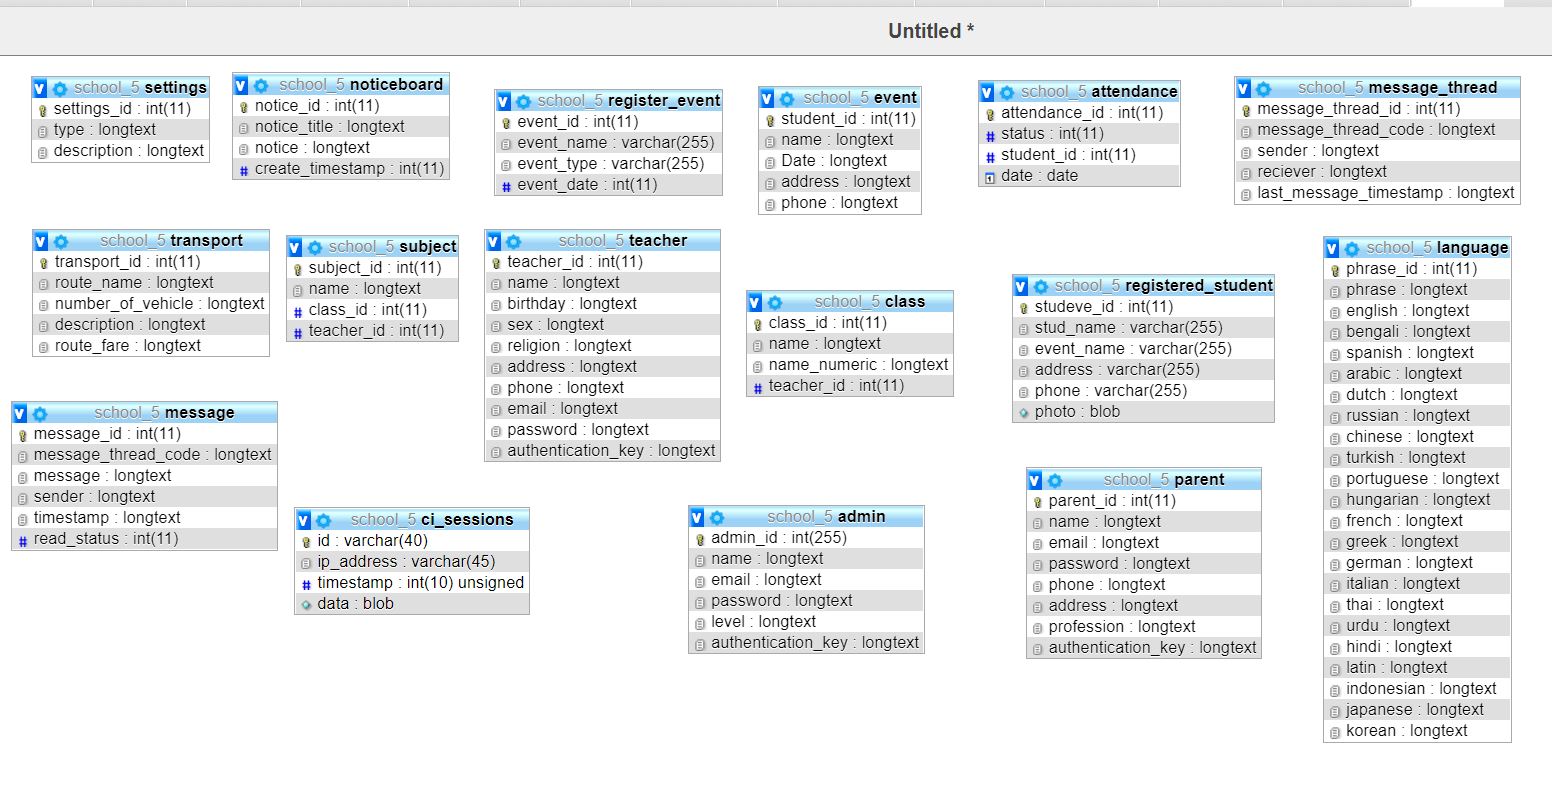 Untitled *
school_5 settings
settings_id : int(11)
type : longtext
description : longtext
school_5 noticeboard
notice_id : int(11)
notice_title : longtext
notice : longtext
create_timestamp : int(11)
school_5 register_event
event_id : int(11)
event_name : varchar(255)
event_type : varchar(255)
event_date : int(11)
school_5 event
student_id : int(11)
name : longtext
Date : longtext
address : longtext
phone : longtext
school_5 attendance
attendance_id : int(11)
status : int(11)
student_id : int(11)
date : date
school_5 message_thread
message_thread_id : int(11)
message_thread_code : longtext
sender : longtext
reciever : longtext
last_message_timestamp : longtext
school_5 transport
transport_id : int(11)
route_name : longtext
number_of_vehicle : longtext
description : longtext
route_fare : longtext
school_5 subject
subject_id : int(11)
name : longtext
class_id : int(11)
teacher_id : int(11)
school_5 teacher
teacher_id : int(11)
name : longtext
birthday : longtext
sex : longtext
religion : longtext
address : longtext
phone : longtext
email : longtext
password : longtext
authentication_key : longtext
school_5 class
class_id : int(11)
name : longtext
name_numeric : longtext
teacher_id : int(11)
school_5 registered_student
studeve_id : int(11)
stud_name : varchar(255)
event_name : varchar(255)
address : varchar(255)
phone : varchar(255)
photo : blob
school_5 language
phrase_id : int(11)
phrase : longtext
english : longtext
bengali : longtext
spanish : longtext
arabic : longtext
dutch : longtext
russian : longtext
chinese : longtext
turkish : longtext
portuguese : longtext
hungarian : longtext
french : longtext
greek : longtext
german : longtext
italian : longtext
thai : longtext
urdu : longtext
hindi : longtext
latin : longtext
indonesian : longtext
japanese : longtext
korean : longtext
school_5 message
message_id : int(11)
message_thread_code : longtext
message : longtext
sender : longtext
timestamp : longtext
read_status : int(11)
school_5 ci_sessions
id : varchar(40)
ip_address : varchar(45)
timestamp : int(10) unsigned
data : blob
school_5 admin
admin_id : int(255)
name : longtext
email : longtext
password : longtext
level : longtext
authentication_key : longtext
school_5 parent
parent_id : int(11)
name : longtext
email : longtext
password : longtext
phone : longtext
address : longtext
profession : longtext
authentication_key : longtext